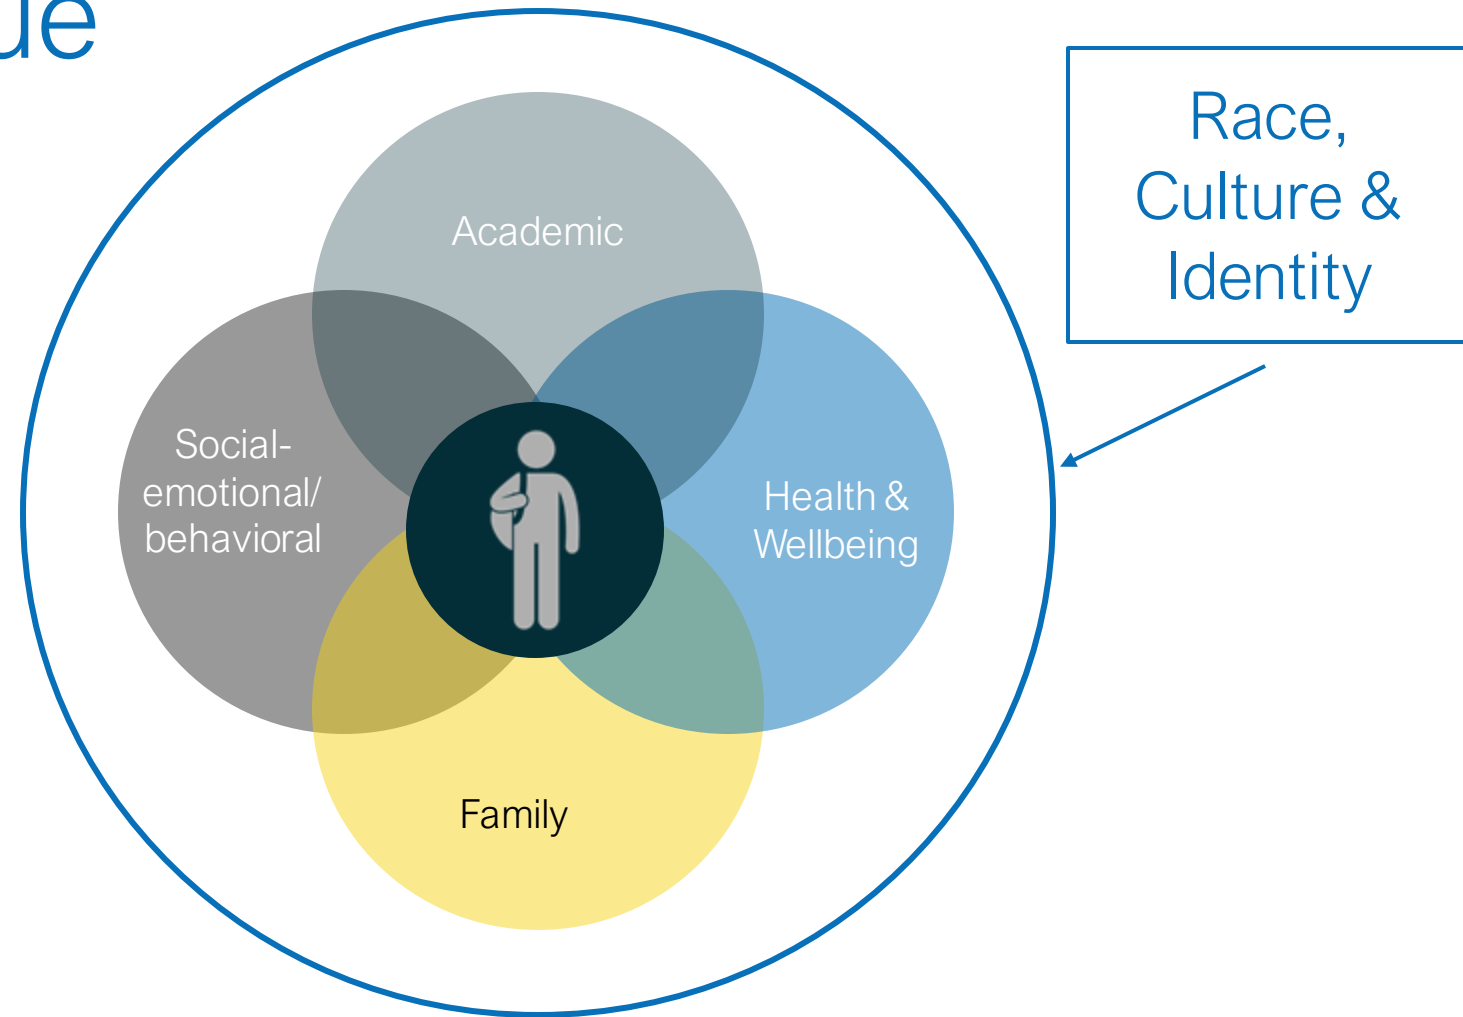 Race,
Culture &
Identity
Academic
Social-
emotional/
behavioral
Health &
Wellbeing
Family